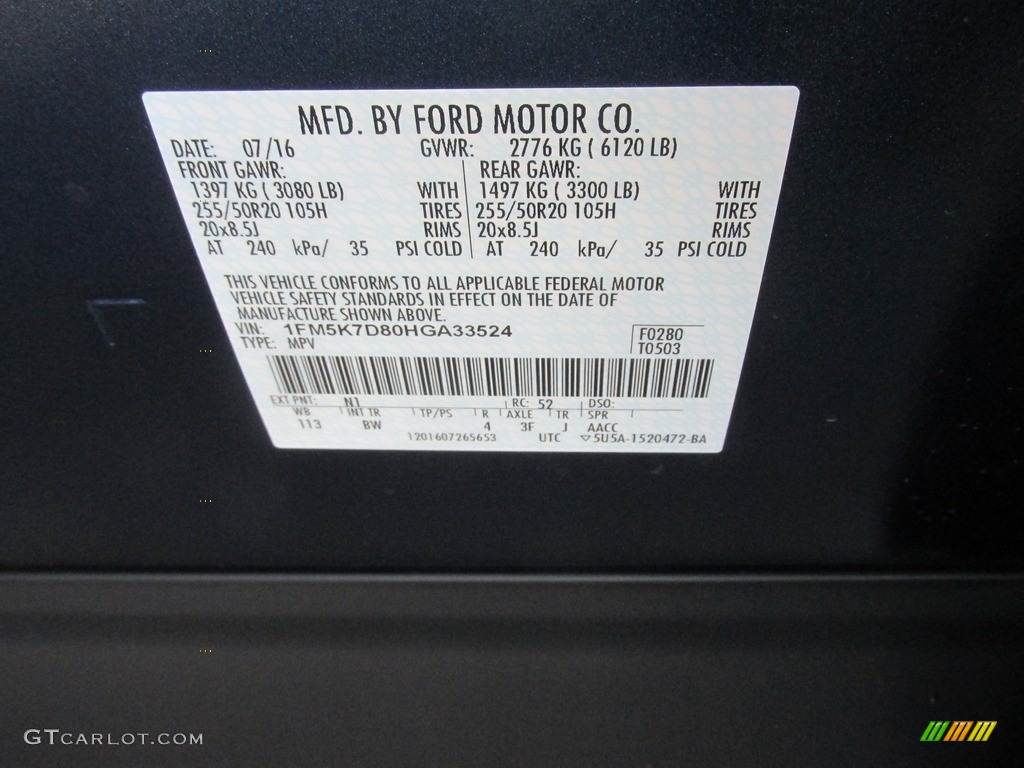 MFD. BY FORD MOTOR CO.
DATE: 07/16 GVWR: 2776 KG ( 6120 LB)
FRONT GAWR: REAR GAWR:
1397 KG ( 3080 LB) WITH 1497 KG ( 3300 LB) WITH
255/50R20 105H TIRES 255/50R20 105H TIRES
20x8.5J RIMS 20x8.5J RIMS
AT 240 kPa/ 35 PSI COLD AT 240 kPa/ 35 PSI COLD
THIS VEHICLE CONFORMS TO ALL APPLICABLE FEDERAL MOTOR
VEHICLE SAFETY STANDARDS IN EFFECT ON THE DATE OF
MANUFACTURE SHOWN ABOVE.
VIN: 1FM5K7D80HGA33524 F0280
TYPE: MPV T0503
EXT PNT: N1 RC: 52 DSO:
WB INT TR TP/PS R AXLE TR SPR
113 BW 4 3F J AACC
1201607265653 UTC 5U5A-1520472-BA
GTCARLOT.COM